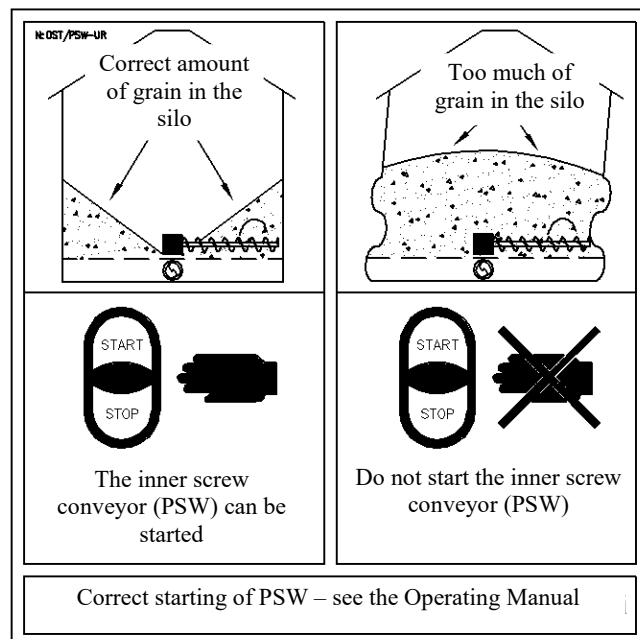 N: OST/PSW-UR
Correct amount
of grain in the
silo
START
STOP
The inner screw
conveyor (PSW) can be
started
Too much of
grain in the silo
START
STOP
Do not start the inner screw
conveyor (PSW)
Correct starting of PSW – see the Operating Manual